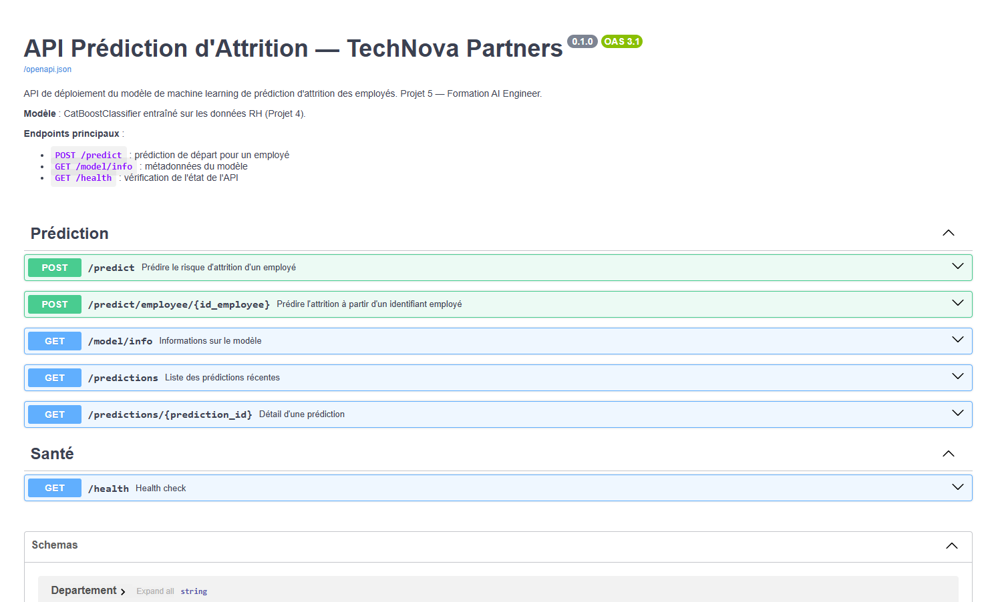 API Prédiction d'Attrition — TechNova Partners 0.1.0 OAS 3.1
/openapi.json
API de déploiement du modèle de machine learning de prédiction d'attrition des employés. Projet 5 — Formation AI Engineer.
Modèle : CatBoostClassifier entraîné sur les données RH (Projet 4).
Endpoints principaux :
• POST /predict : prédiction de départ pour un employé
• GET /model/info : métadonnées du modèle
• GET /health : vérification de l'état de l'API
Prédiction
POST /predict Prédire le risque d'attrition d'un employé
POST /predict/employee/{id_employee} Prédire l'attrition à partir d'un identifiant employé
GET /model/info Informations sur le modèle
GET /predictions Liste des prédictions récentes
GET /predictions/{prediction_id} Détail d'une prédiction
Santé
GET /health Health check
Schemas
Departement Expand all string